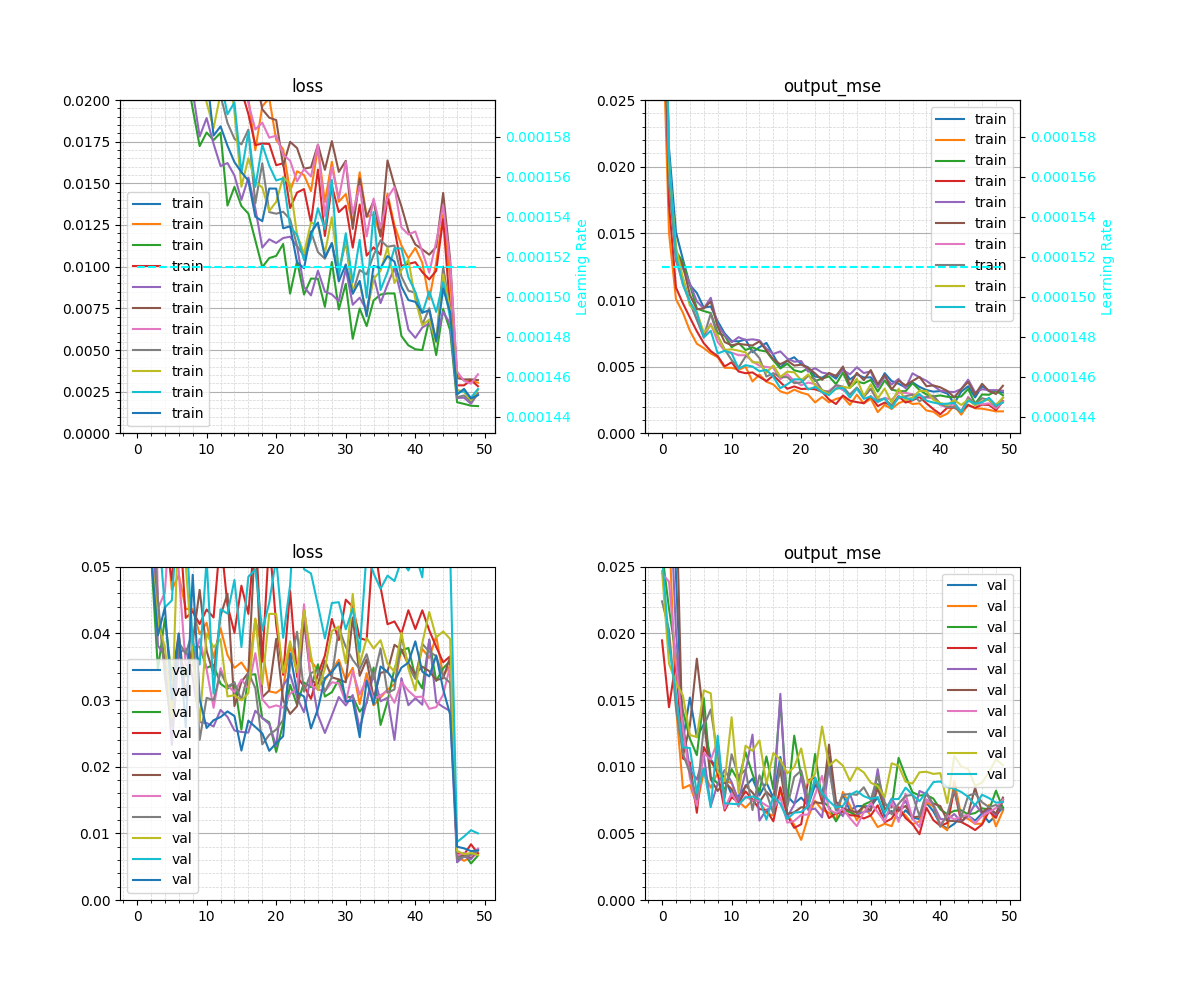 loss
0.0200
0.0175
0.0150
0.0125
0.0100
0.0075
0.0050
0.0025
0.0000
0 10 20 30 40 50
train
train
train
train
train
train
train
train
train
train
train
0.000158
0.000156
0.000154
0.000152
0.000150
0.000148
0.000146
0.000144
Learning Rate
output_mse
0.025
0.020
0.015
0.010
0.005
0.000
0 10 20 30 40 50
train
train
train
train
train
train
train
train
train
train
0.000158
0.000156
0.000154
0.000152
0.000150
0.000148
0.000146
0.000144
Learning Rate
loss
0.05
0.04
0.03
0.02
0.01
0.00
0 10 20 30 40 50
val
val
val
val
val
val
val
val
val
val
val
output_mse
0.025
0.020
0.015
0.010
0.005
0.000
0 10 20 30 40 50
val
val
val
val
val
val
val
val
val
val